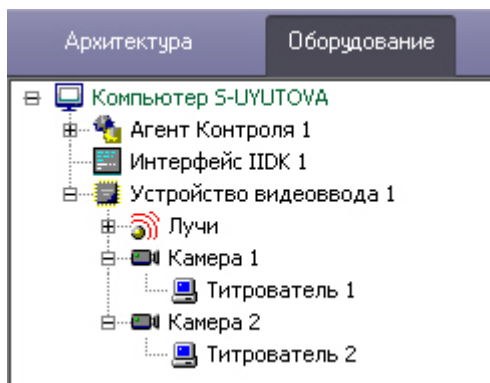 Архитектура Оборудование
Компьютер S-UYUTOVA
Агент Контроля 1
Интерфейс IIDK 1
Устройство видеоввода 1
Лучи
Камера 1
Титрователь 1
Камера 2
Титрователь 2